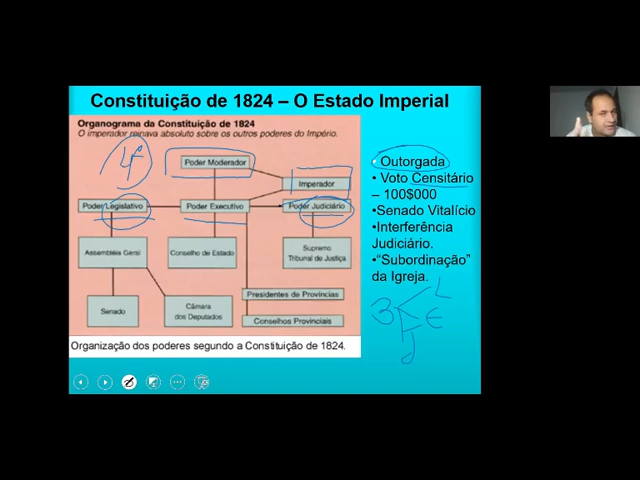 Constituição de 1824 – O Estado Imperial
Organograma da Constituição de 1824
O imperador reinava absoluto sobre os outros poderes do Império.
4º
Poder Moderador
Imperador
Poder Legislativo
Poder Executivo
Poder Judiciário
Assembléia Geral
Conselho de Estado
Supremo
Tribunal de Justiça
Presidentes de Províncias
Senado
Câmara
dos Deputados
Conselhos Provinciais
Organização dos poderes segundo a Constituição de 1824.
• Outorgada
• Voto Censitário
– 100$000
•Senado Vitalício
•Interferência
Judiciário.
•“Subordinação”
da Igreja.
3
L
E
J